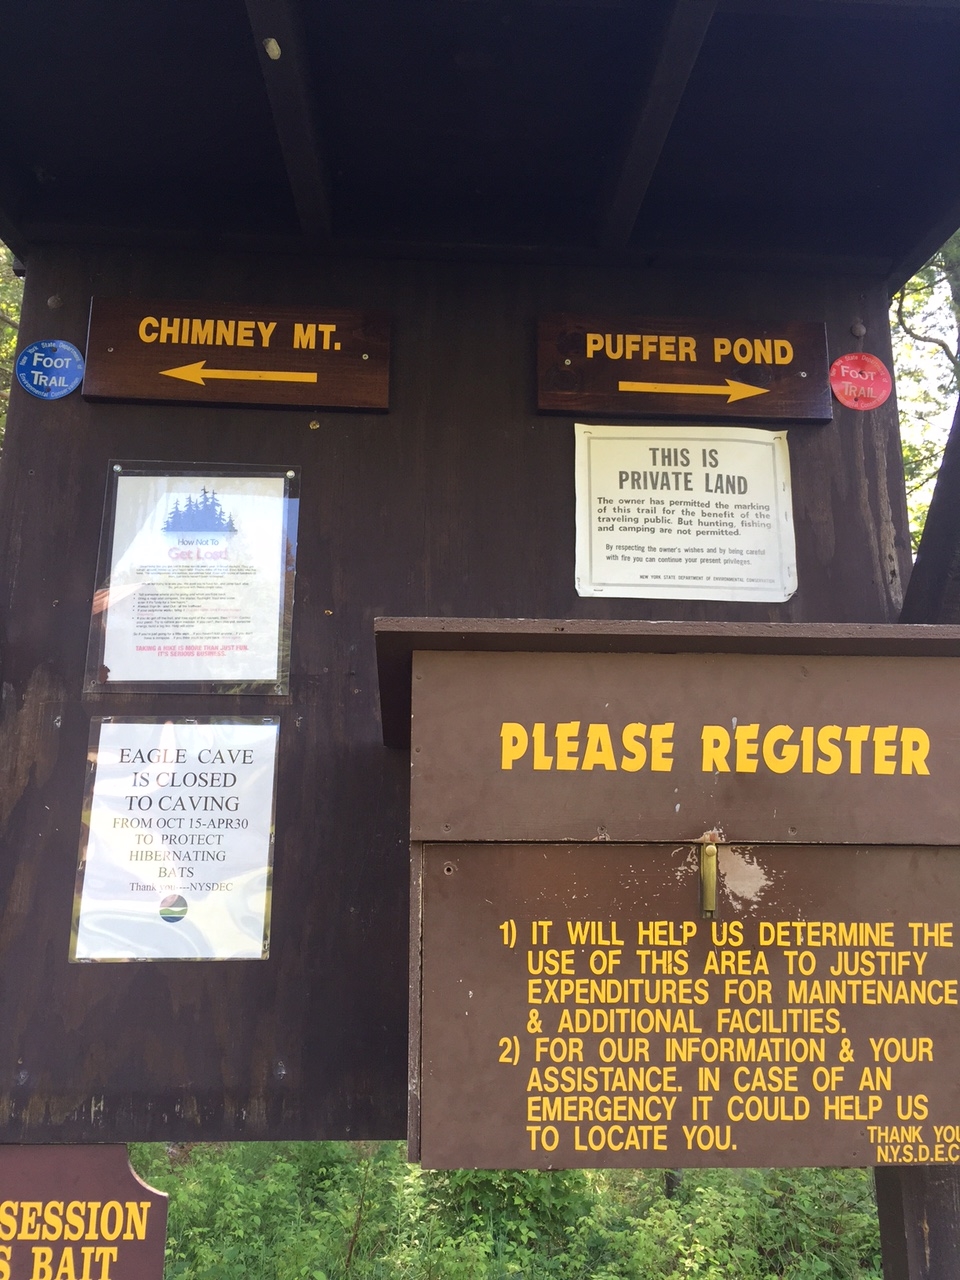 CHIMNEY MT.
PUFFER POND
FOOT
TRAIL
FOOT
TRAIL
THIS IS
PRIVATE LAND
The owner has permitted the marking
of this trail for the benefit of the
traveling public. But hunting, fishing
and camping are not permitted.
By respecting the owner's wishes and by being careful
with fire you can continue your present privileges.
NEW YORK STATE DEPARTMENT OF ENVIRONMENTAL CONSERVATION
How Not To
Get Lost!
TAKING A HIKE IS MORE THAN JUST FUN.
IT'S SERIOUS BUSINESS.
EAGLE CAVE
IS CLOSED
TO CAVING
FROM OCT 15-APR30
TO PROTECT
HIBERNATING
BATS
Thank you---NYSDEC
PLEASE REGISTER
1) IT WILL HELP US DETERMINE THE
USE OF THIS AREA TO JUSTIFY
EXPENDITURES FOR MAINTENANCE
& ADDITIONAL FACILITIES.
2) FOR OUR INFORMATION & YOUR
ASSISTANCE. IN CASE OF AN
EMERGENCY IT COULD HELP US
TO LOCATE YOU.
THANK YOU
N.Y.S.D.E.C.
SESSION
S BAIT